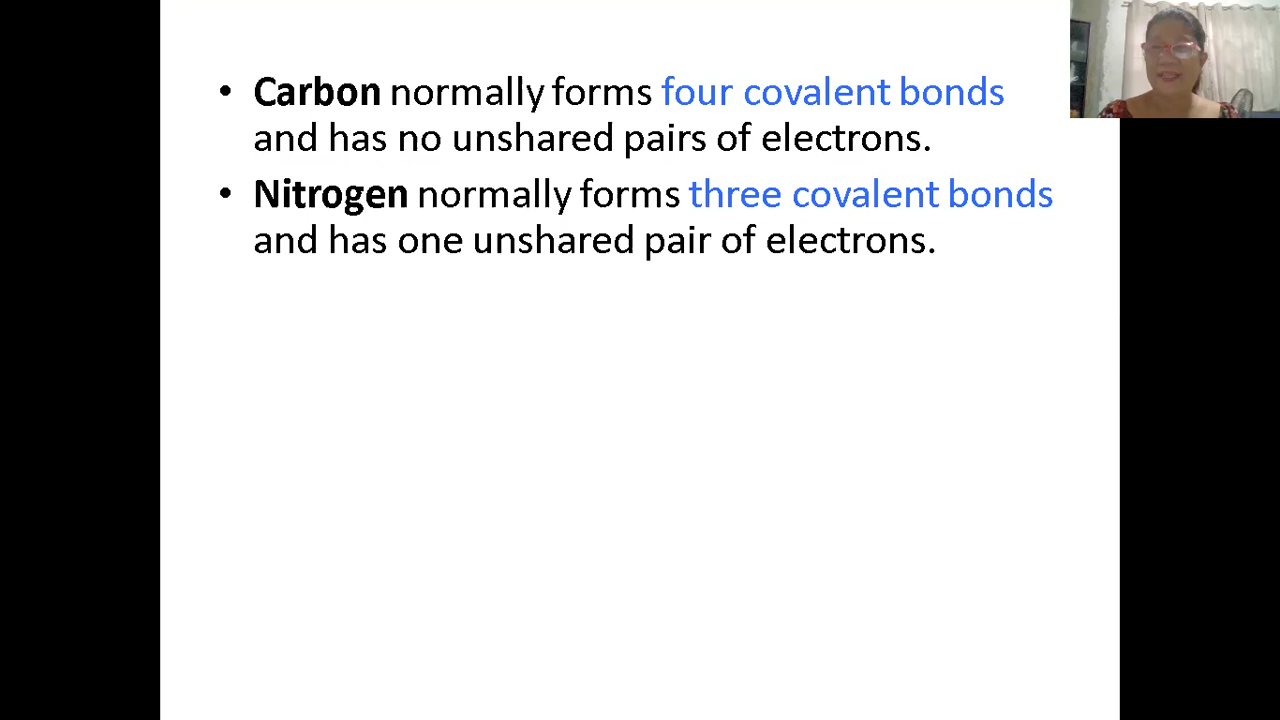 • Carbon normally forms four covalent bonds
and has no unshared pairs of electrons.
• Nitrogen normally forms three covalent bonds
and has one unshared pair of electrons.